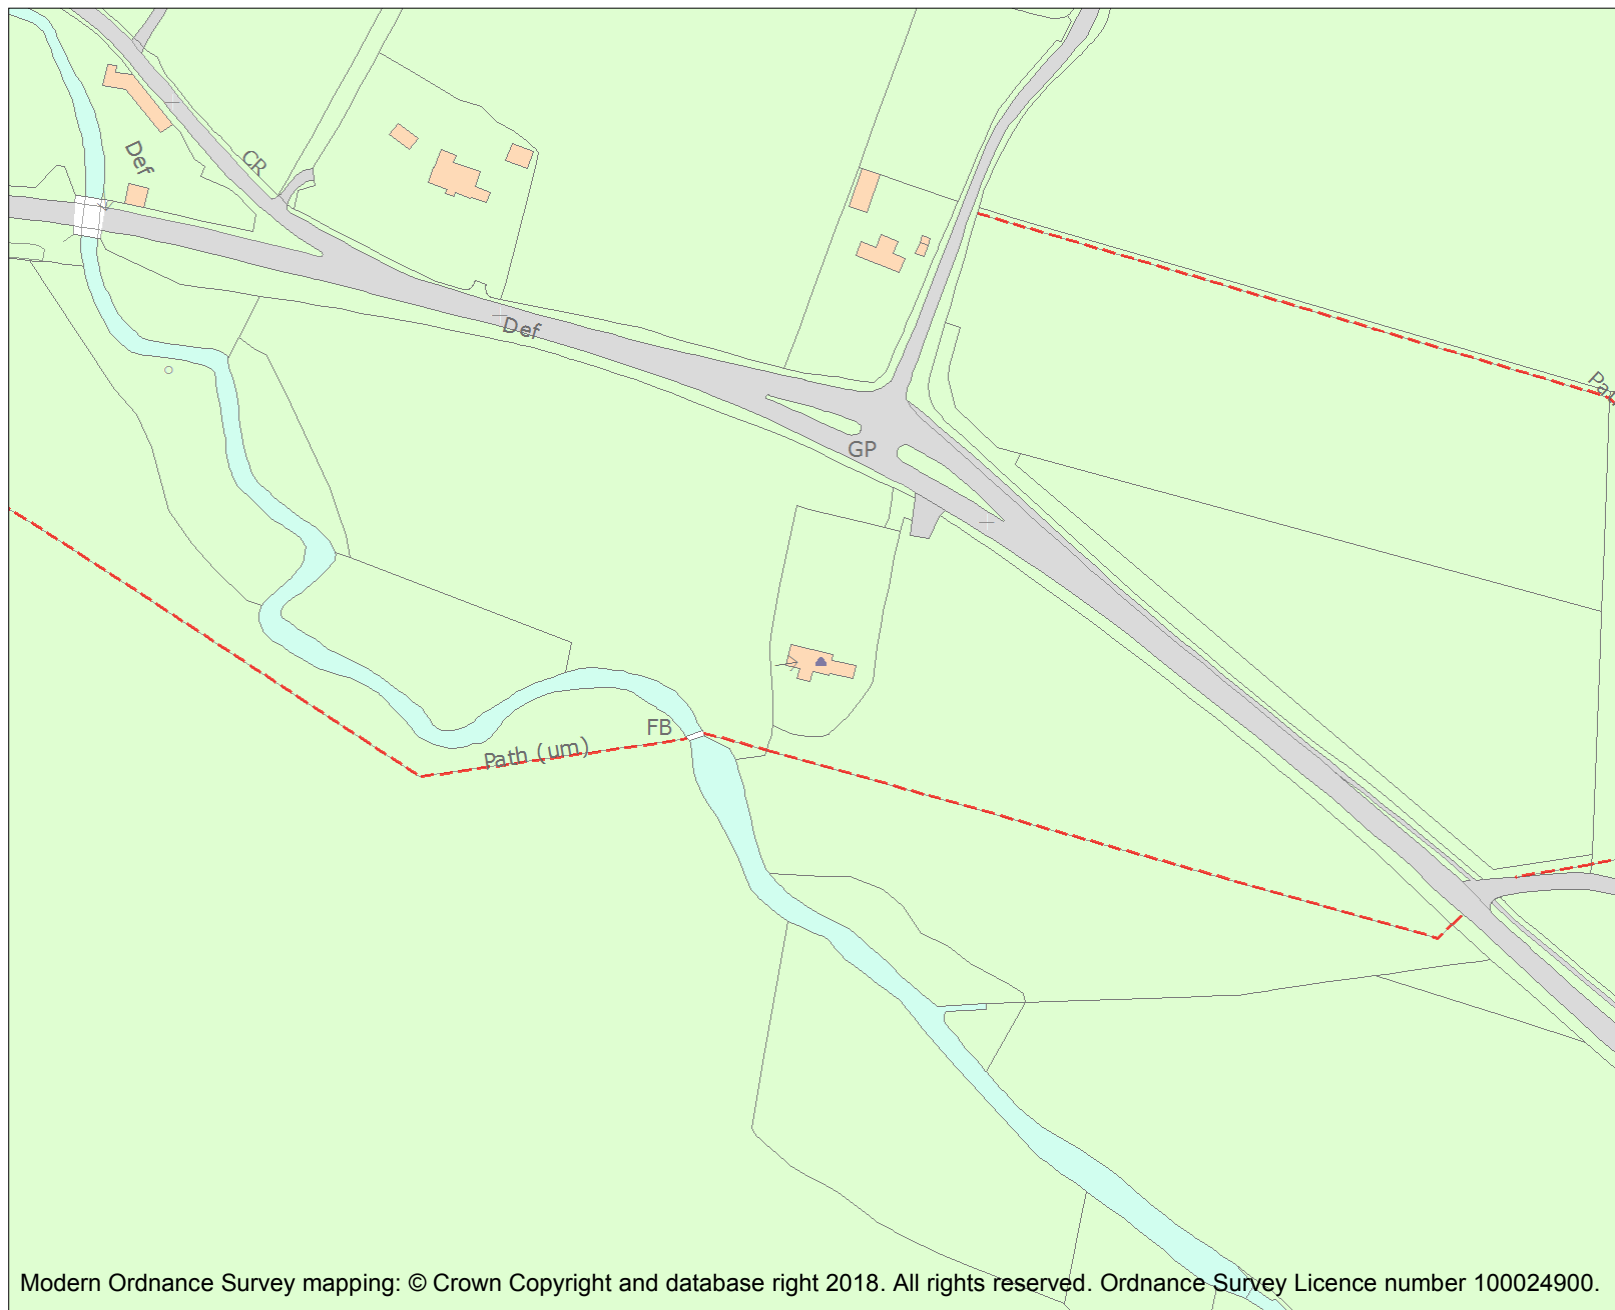 Def
CR
Def
GP
FB
Path (um)
Modern Ordnance Survey mapping: © Crown Copyright and database right 2018. All rights reserved. Ordnance Survey Licence number 100024900.